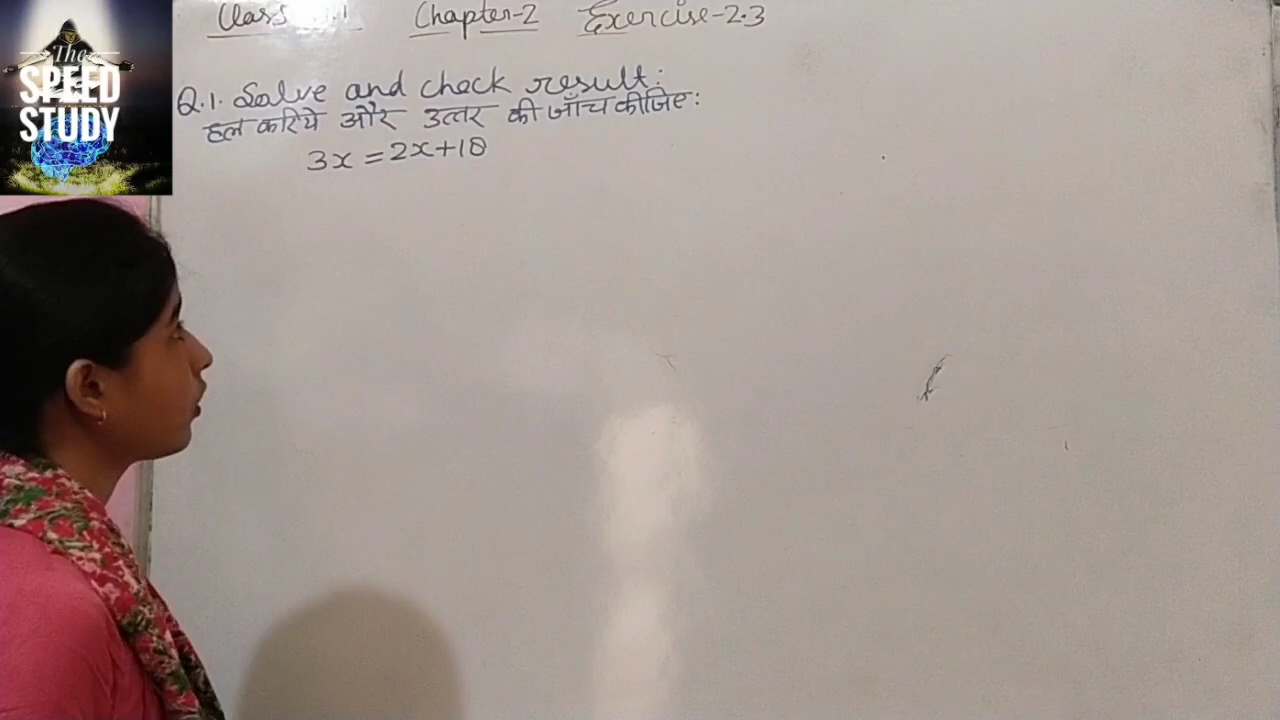 The
SPEED
STUDY
Class Chapter-2 Exercise-2.3
Q.1. Solve and check result:
हल करिये और उत्तर की जाँच कीजिए:
3x = 2x+18